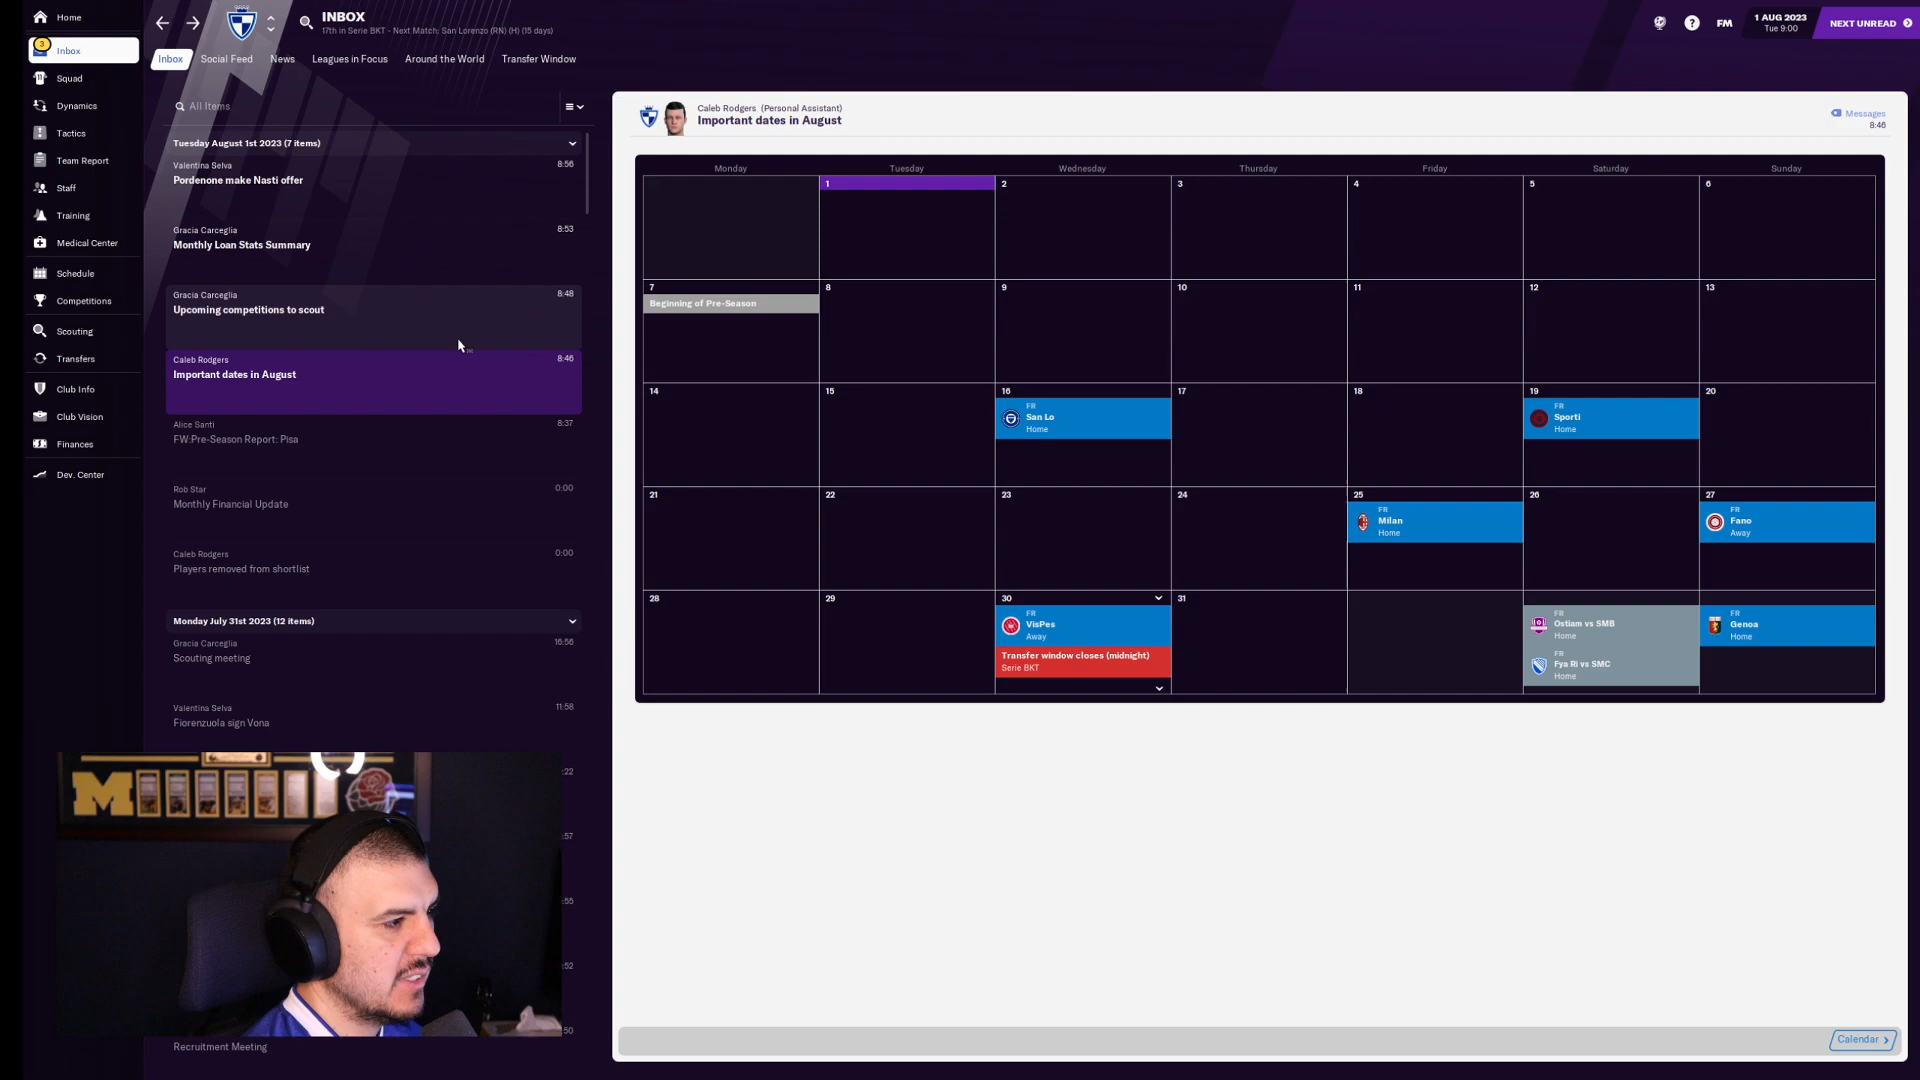 Home
3
Inbox
Squad
Dynamics
Tactics
Team Report
Staff
Training
Medical Center
Schedule
Competitions
Scouting
Transfers
Club Info
Club Vision
Finances
Dev. Center
INBOX
17th in Serie BKT - Next Match: San Lorenzo (RN) (H) (15 days)
?
FM
1 AUG 2023
Tue 9:00
NEXT UNREAD
Inbox
Social Feed
News
Leagues in Focus
Around the World
Transfer Window
All Items
Tuesday August 1st 2023 (7 items)
Valentina Selva 8:56
Pordenone make Nasti offer
Gracia Carceglia 8:53
Monthly Loan Stats Summary
Gracia Carceglia 8:48
Upcoming competitions to scout
Caleb Rodgers 8:46
Important dates in August
Alice Santi 8:37
FW:Pre-Season Report: Pisa
Rob Star 0:00
Monthly Financial Update
Caleb Rodgers 0:00
Players removed from shortlist
Monday July 31st 2023 (12 items)
Gracia Carceglia 16:56
Scouting meeting
Valentina Selva 11:58
Fiorenzuola sign Vona
:22
:57
:55
:52
:50
Recruitment Meeting
M
Caleb Rodgers (Personal Assistant)
Important dates in August
Messages
8:46
Monday Tuesday Wednesday Thursday Friday Saturday Sunday
1 2 3 4 5 6
7 8 9 10 11 12 13
Beginning of Pre-Season
14 15 16 17 18 19 20
FR
San Lo
Home
FR
Sporti
Home
21 22 23 24 25 26 27
FR
Milan
Home
FR
Fano
Away
28 29 30 31
FR
VisPes
Away
Transfer window closes (midnight)
Serie BKT
FR
Ostiam vs SMB
Home
FR
Fya Ri vs SMC
Home
FR
Genoa
Home
Calendar